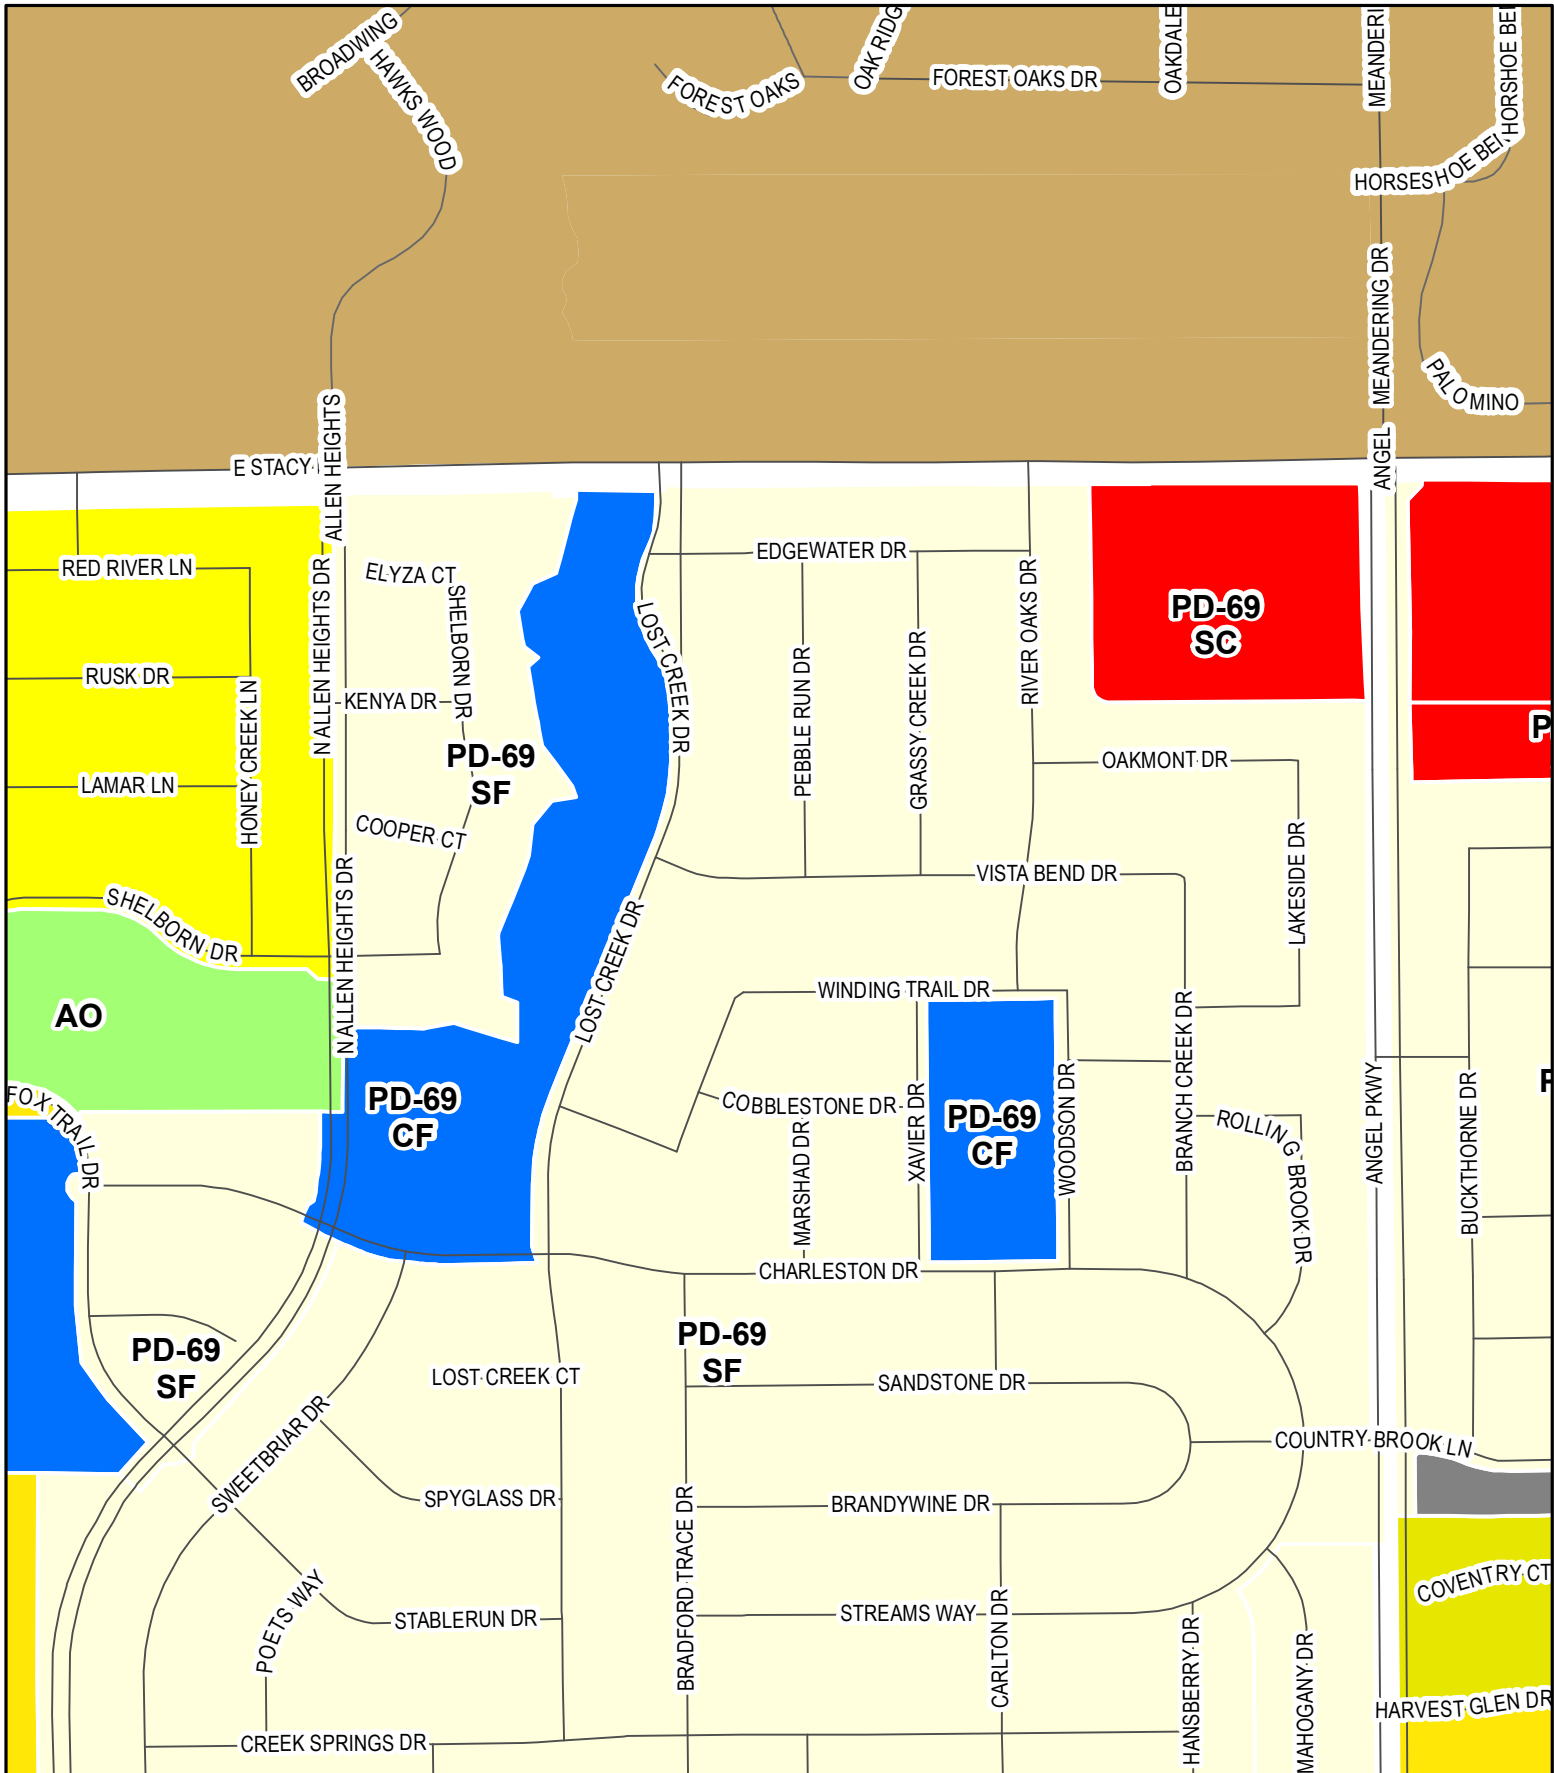 BROADWING
HAWKS WOOD
FOREST OAKS
OAK RIDG
FOREST OAKS DR
OAKDALE
MEANDERI
HORSHOE BE
HORSESHOE BEN
MEANDERING DR
PALOMINO
ANGEL
E STACY
ALLEN HEIGHTS
RED RIVER LN
N ALLEN HEIGHTS DR
ELYZA CT
SHELBORN DR
EDGEWATER DR
LOST CREEK DR
RIVER OAKS DR
PD-69
SC
RUSK DR
HONEY CREEK LN
KENYA DR
PEBBLE RUN DR
GRASSY CREEK DR
P
PD-69
SF
OAKMONT DR
LAMAR LN
COOPER CT
LAKESIDE DR
VISTA BEND DR
SHELBORN DR
N ALLEN HEIGHTS DR
LOST CREEK DR
WINDING TRAIL DR
AO
BRANCH CREEK DR
FOX TRAIL DR
PD-69
CF
COBBLESTONE DR
MARSHAD DR
XAVIER DR
PD-69
CF
WOODSON DR
ROLLING BROOK DR
ANGEL PKWY
BUCKTHORNE DR
CHARLESTON DR
PD-69
SF
PD-69
SF
LOST CREEK CT
SANDSTONE DR
SWEETBRIAR DR
COUNTRY BROOK LN
SPYGLASS DR
BRADFORD TRACE DR
BRANDYWINE DR
COVENTRY CT
POETS WAY
STABLERUN DR
STREAMS WAY
CARLTON DR
HANSBERRY DR
MAHOGANY DR
HARVEST GLEN DR
CREEK SPRINGS DR